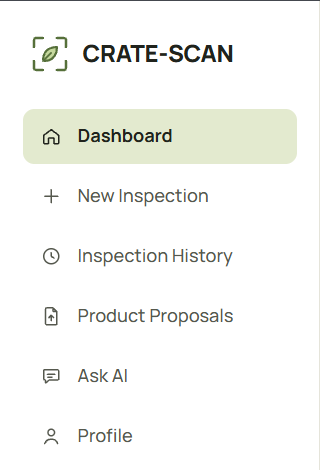 CRATE-SCAN
Dashboard
New Inspection
Inspection History
Product Proposals
Ask AI
Profile